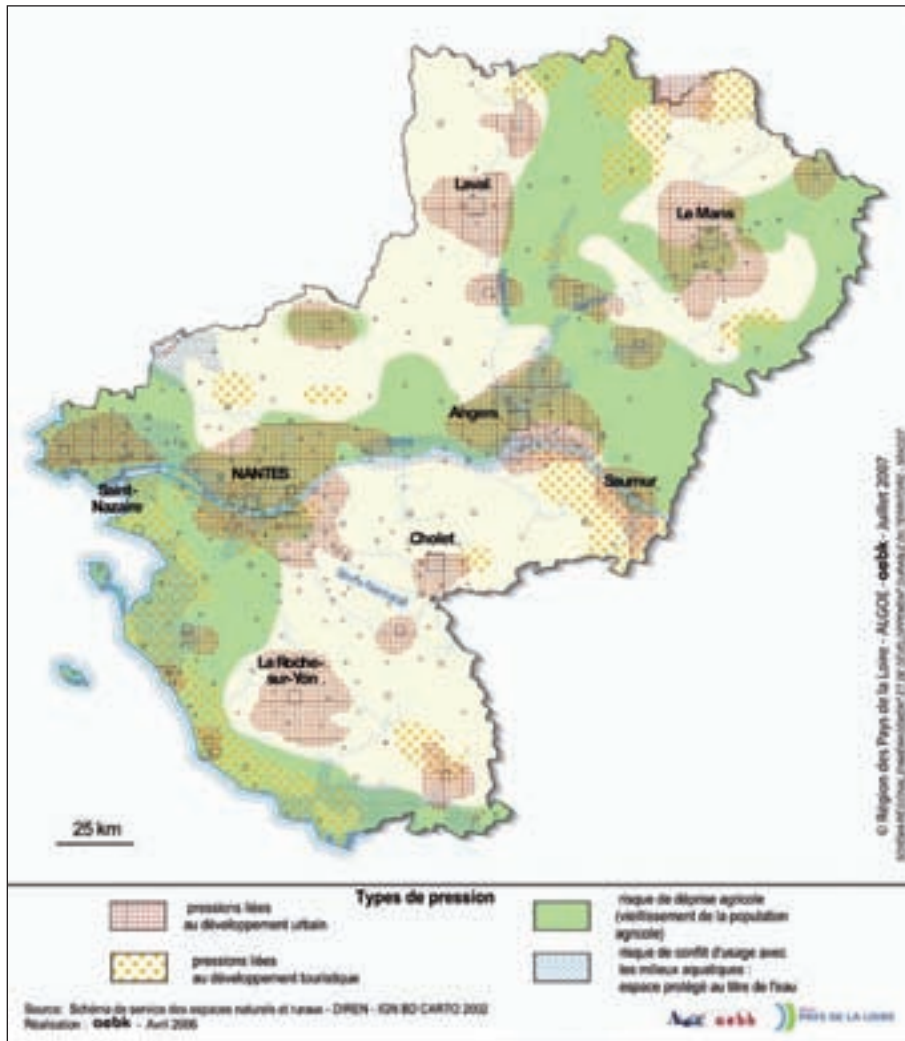 Laval
Le Mans
Angers
NANTES
Saumur
Saint-
Nazaire
Cholet
La Roche-
sur-Yon
25 km
© Région des Pays de la Loire - ALGOE - oebk - Juillet 2007
Types de pression
pressions liées
au développement urbain
pressions liées
au développement touristique
risque de déprise agricole
(vieillissement de la population
agricole)
risque de conflit d'usage avec
les milieux aquatiques :
espace protégé au titre de l'eau
Source: Schéma de service des espaces naturels et ruraux - DIREN - IGN BD CARTO 2002
Réalisation : oebk - Avril 2006
oebk
PAYS DE LA LOIRE